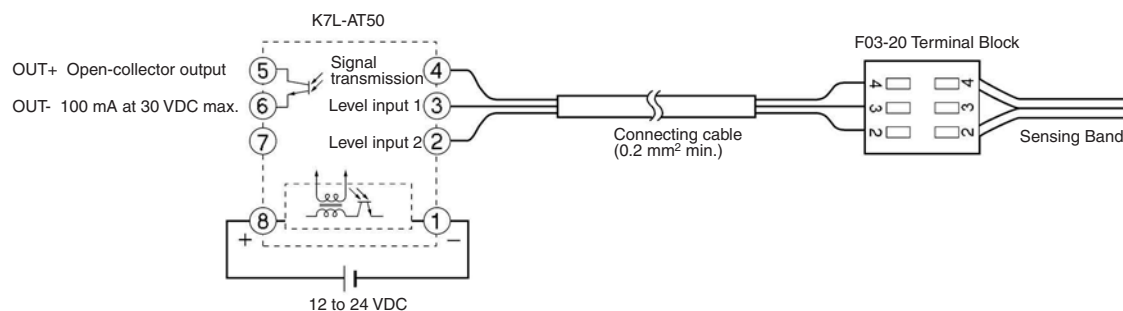 K7L-AT50
F03-20 Terminal Block
OUT+ Open-collector output
5
Signal
transmission
4
OUT- 100 mA at 30 VDC max.
6
Level input 1
3
7
Level input 2
2
Connecting cable
(0.2 mm² min.)
4
3
2
4
3
2
Sensing Band
8
1
+
−
12 to 24 VDC